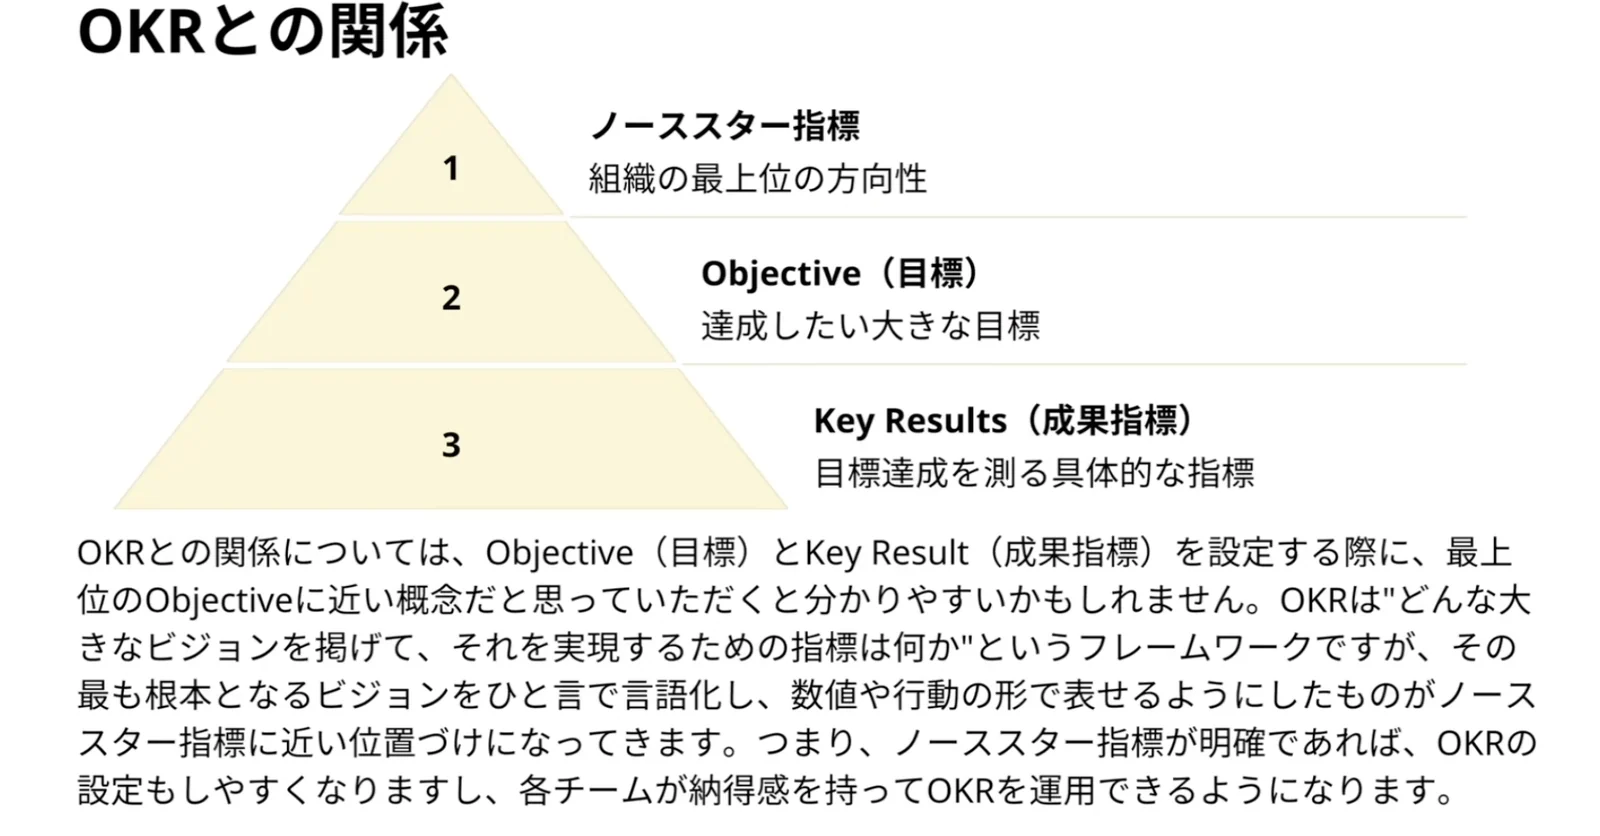 OKRとの関係
1
ノーススター指標
組織の最上位の方向性
2
Objective（目標）
達成したい大きな目標
3
Key Results（成果指標）
目標達成を測る具体的な指標
OKRとの関係については、Objective（目標）とKey Result（成果指標）を設定する際に、最上
位のObjectiveに近い概念だと思っていただくと分かりやすいかもしれません。OKRは"どんな大
きなビジョンを掲げて、それを実現するための指標は何か"というフレームワークですが、その
最も根本となるビジョンをひと言で言語化し、数値や行動の形で表せるようにしたものがノース
スター指標に近い位置づけになってきます。つまり、ノーススター指標が明確であれば、OKRの
設定もしやすくなりますし、各チームが納得感を持ってOKRを運用できるようになります。